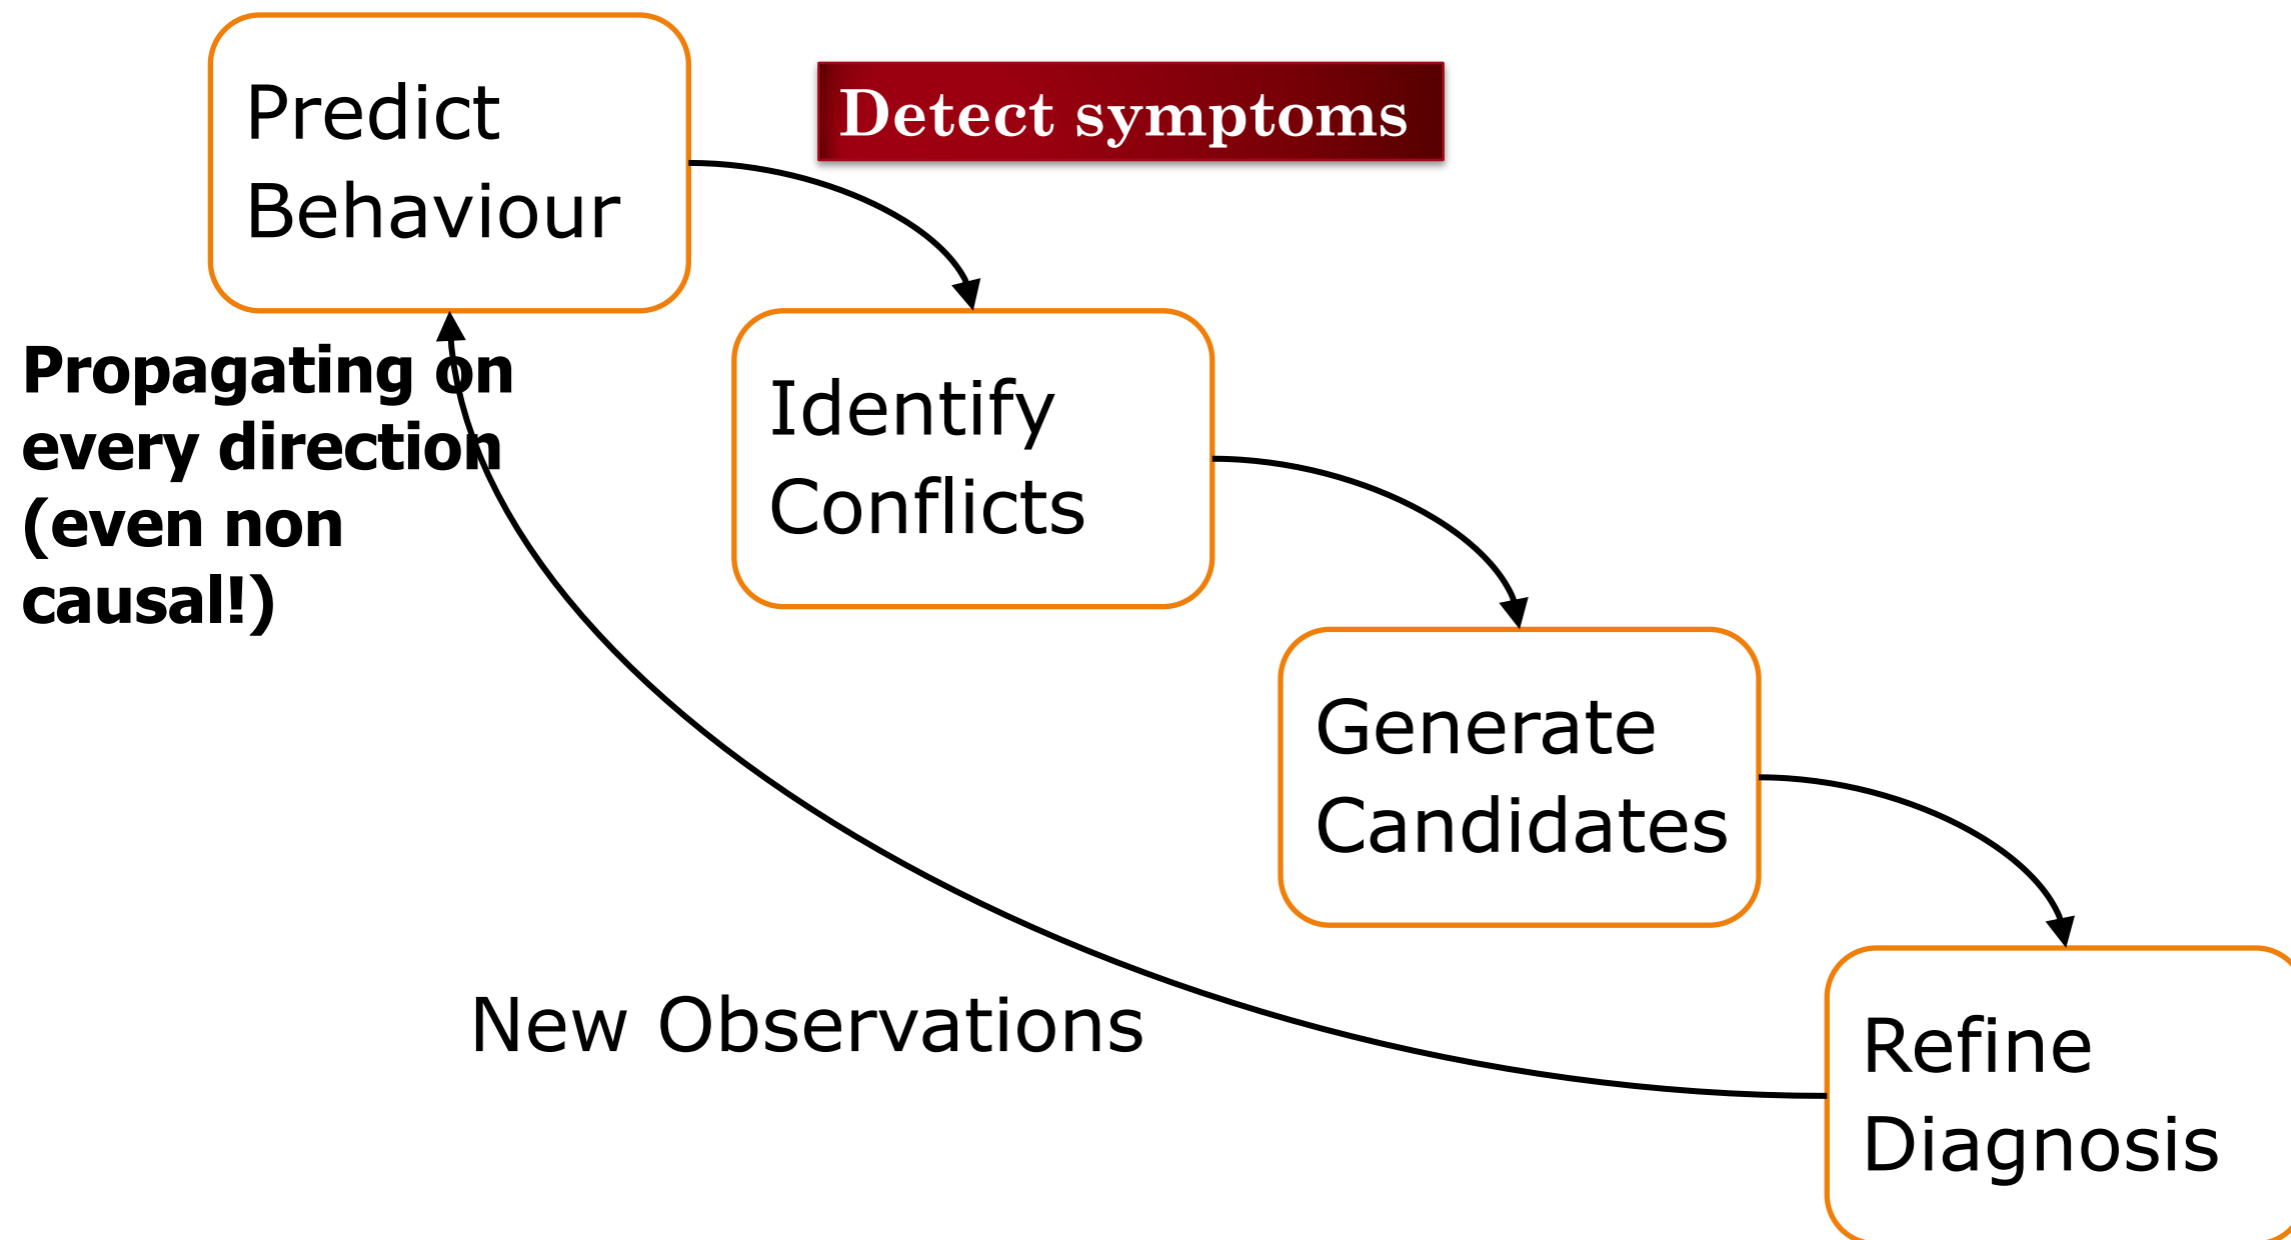 Predict
Behaviour
Detect symptoms
Propagating on
every direction
(even non
causal!)
Identify
Conflicts
Generate
Candidates
New Observations
Refine
Diagnosis